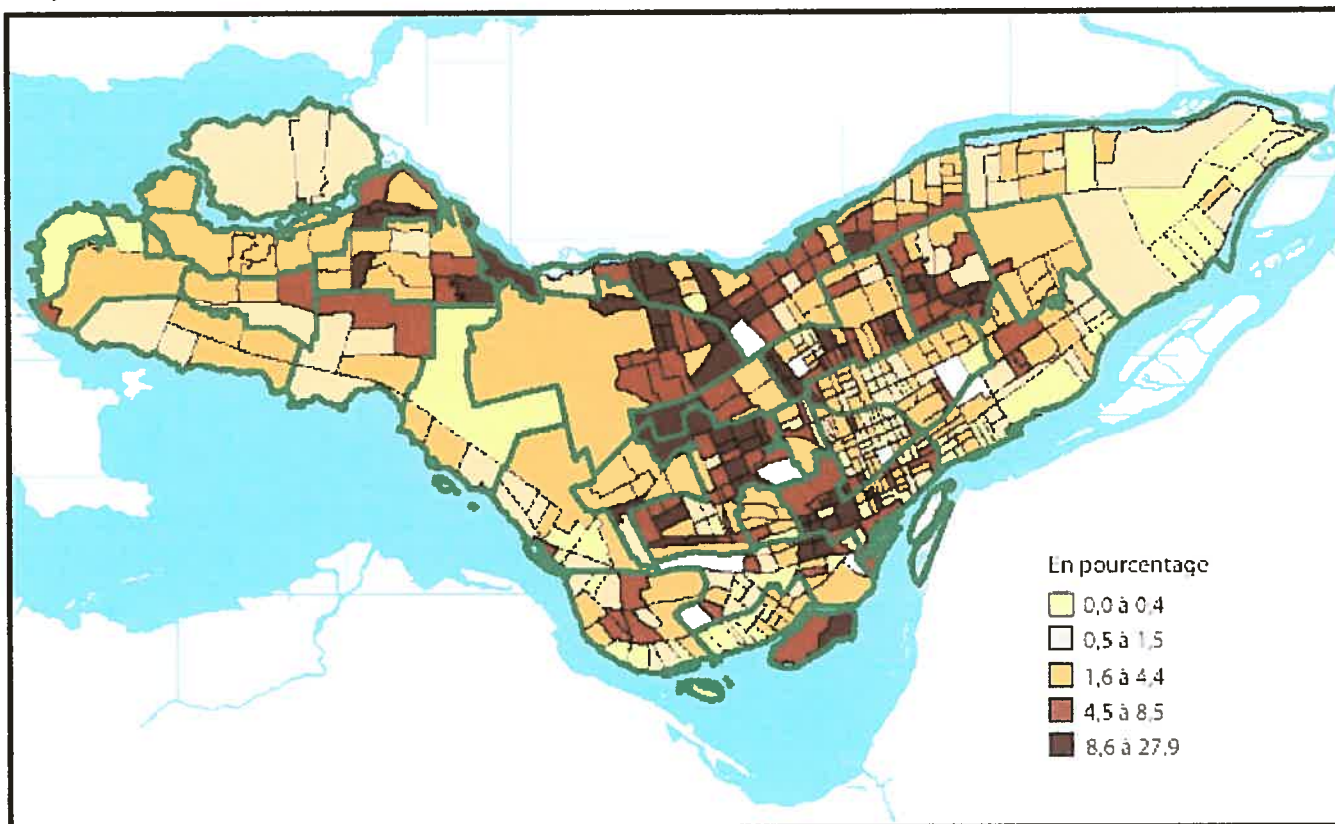 En pourcentage
0,0 à 0,4
0,5 à 1,5
1,6 à 4,4
4,5 à 8,5
8,6 à 27,9